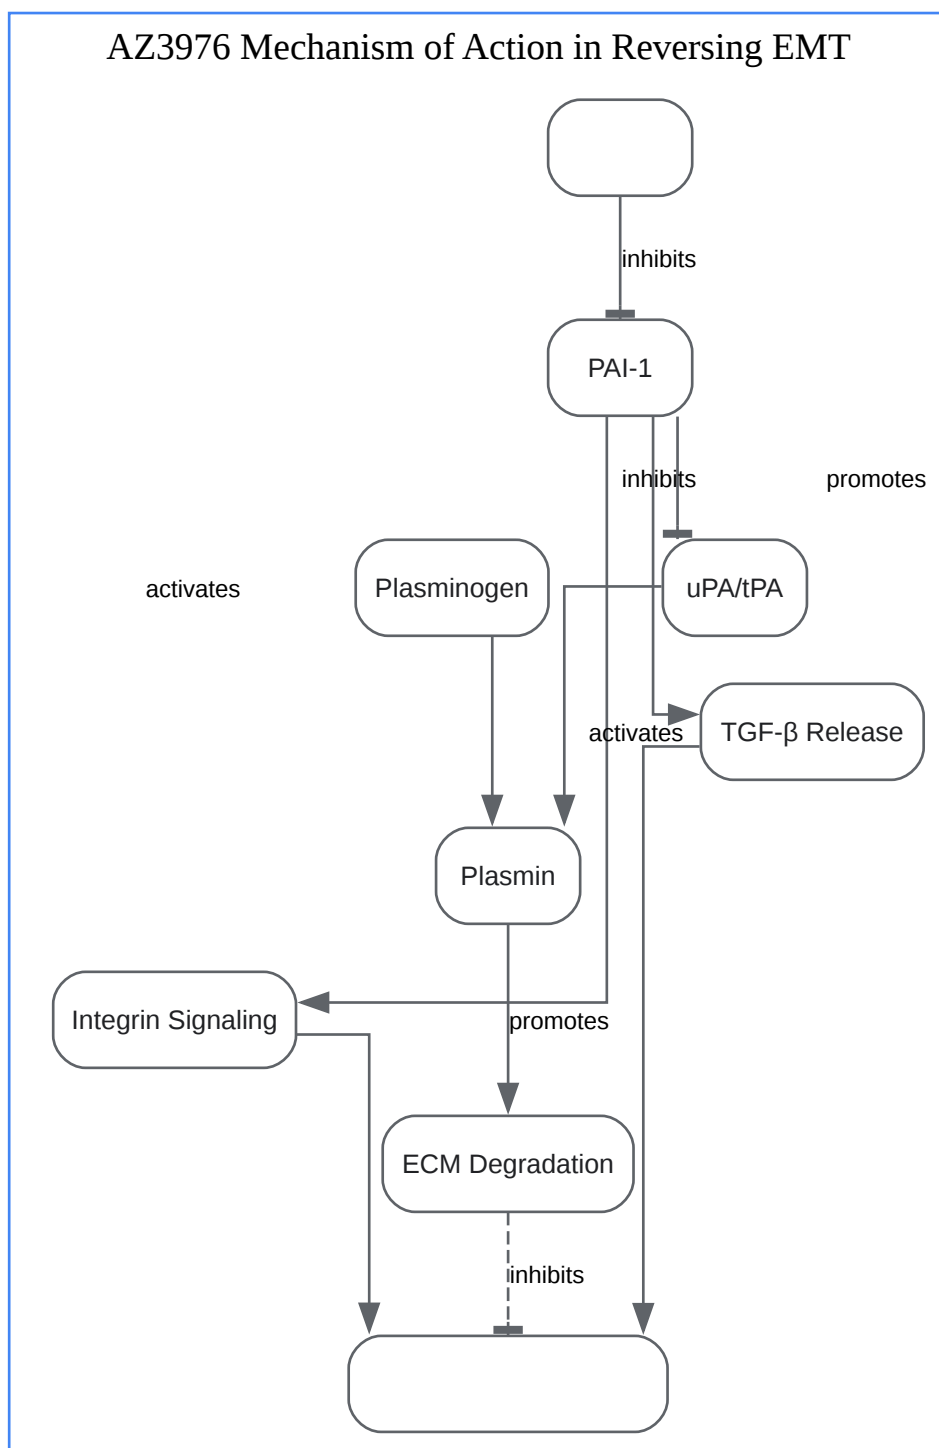 AZ3976 Mechanism of Action in Reversing EMT
inhibits
PAI-1
inhibits
promotes
activates
Plasminogen
uPA/tPA
activates
TGF-β Release
Plasmin
Integrin Signaling
promotes
ECM Degradation
inhibits